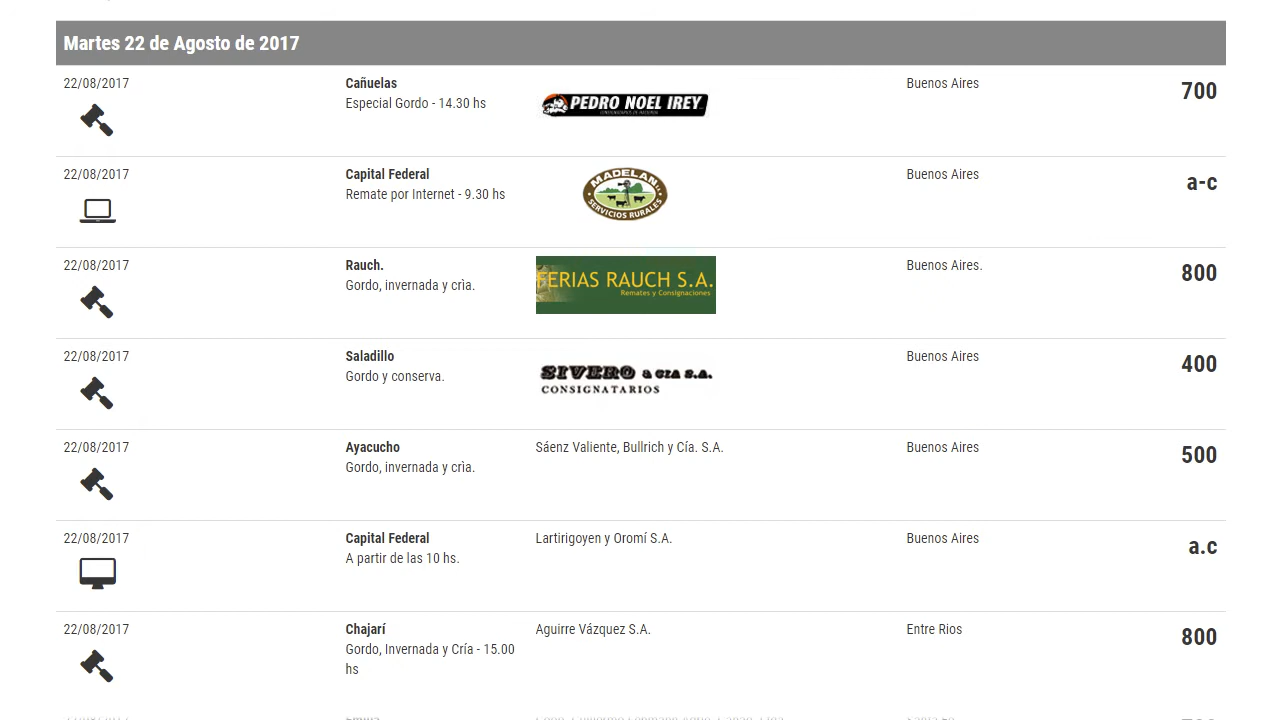 Martes 22 de Agosto de 2017
22/08/2017
Cañuelas
Especial Gordo - 14.30 hs
PEDRO NOEL IREY
Buenos Aires
700
22/08/2017
Capital Federal
Remate por Internet - 9.30 hs
MADELAN
SERVICIOS RURALES
Buenos Aires
a-c
22/08/2017
Rauch.
Gordo, invernada y crìa.
FERIAS RAUCH S.A.
Remates y Consignaciones
Buenos Aires.
800
22/08/2017
Saladillo
Gordo y conserva.
SIVERO & CIA S.A.
CONSIGNATARIOS
Buenos Aires
400
22/08/2017
Ayacucho
Gordo, invernada y crìa.
Sáenz Valiente, Bullrich y Cía. S.A.
Buenos Aires
500
22/08/2017
Capital Federal
A partir de las 10 hs.
Lartirigoyen y Oromí S.A.
Buenos Aires
a.c
22/08/2017
Chajarí
Gordo, Invernada y Cría - 15.00
hs
Aguirre Vázquez S.A.
Entre Rios
800